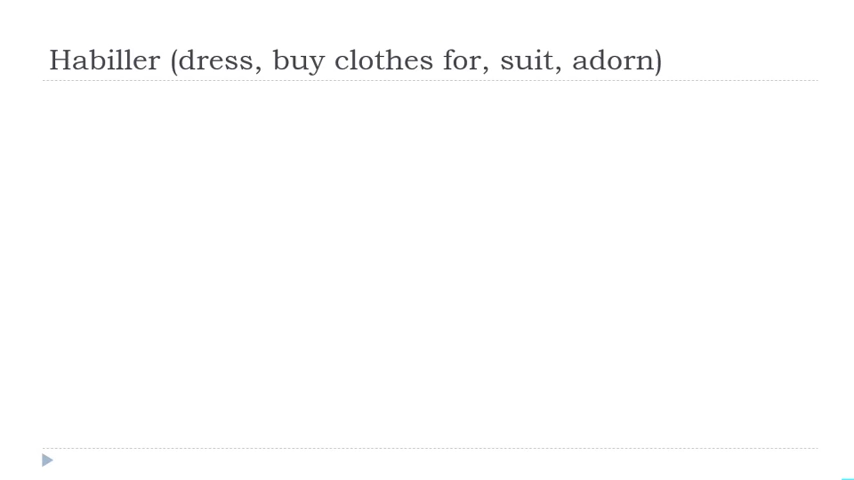 Habiller (dress, buy clothes for, suit, adorn)